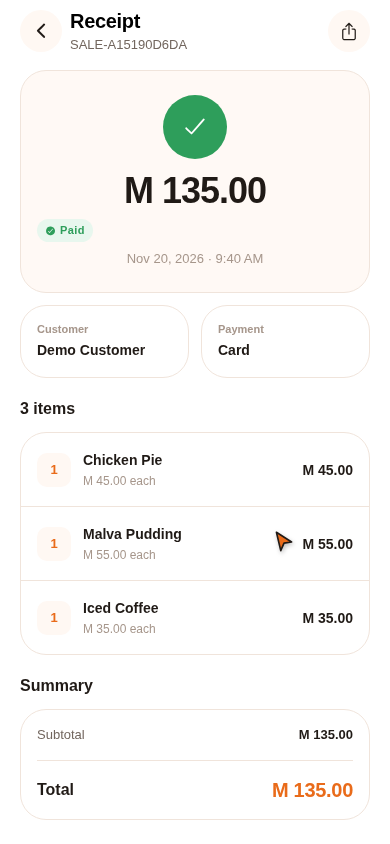 Receipt
SALE-A15190D6DA
M 135.00
Paid
Nov 20, 2026 · 9:40 AM
Customer
Demo Customer
Payment
Card
3 items
1
Chicken Pie
M 45.00 each
M 45.00
1
Malva Pudding
M 55.00 each
M 55.00
1
Iced Coffee
M 35.00 each
M 35.00
Summary
Subtotal
M 135.00
Total
M 135.00